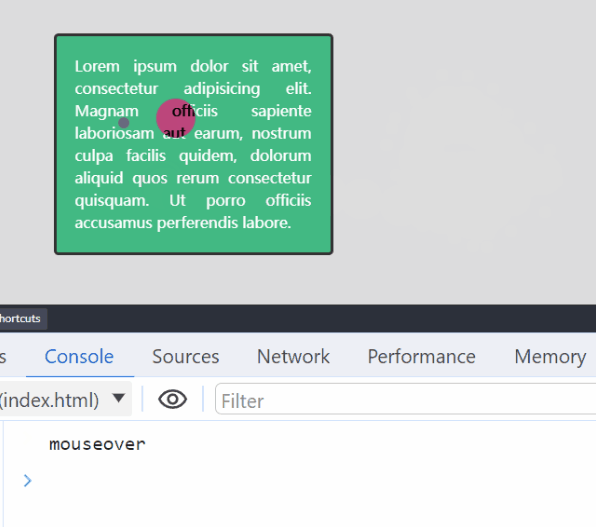 Lorem ipsum dolor sit amet,
consectetur adipisicing elit.
Magnam officiis sapiente
laboriosam aut earum, nostrum
culpa facilis quidem, dolorum
aliquid quos rerum consectetur
quisquam. Ut porro officiis
accusamus perferendis labore.
hortcuts
s Console Sources Network Performance Memory
(index.html) Filter
mouseover